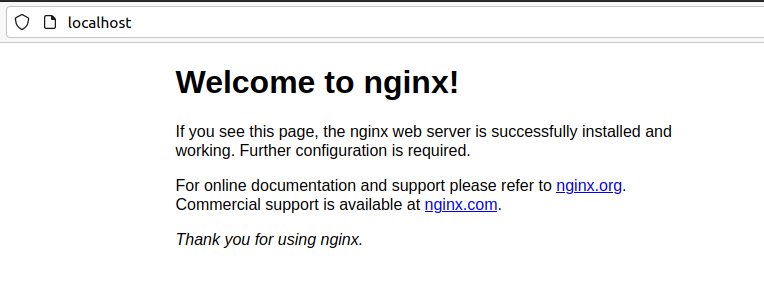 localhost
Welcome to nginx!
If you see this page, the nginx web server is successfully installed and
working. Further configuration is required.
For online documentation and support please refer to nginx.org.
Commercial support is available at nginx.com.
Thank you for using nginx.